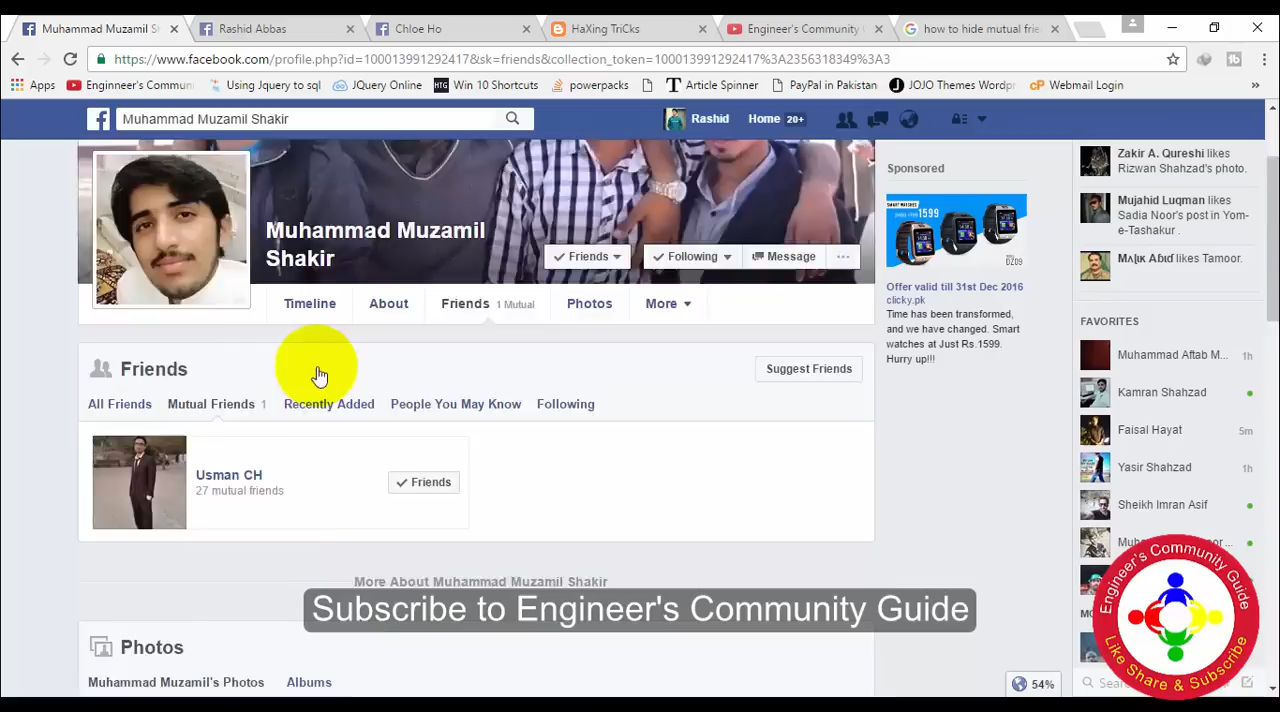 Muhammad Muzamil S
Rashid Abbas
Chloe Ho
HaXing TriCks
Engineer's Community
how to hide mutual frie
https://www.facebook.com/profile.php?id=100013991292417&sk=friends&collection_token=100013991292417%3A2356318349%3A3
Apps
Engineer's Commun
Using Jquery to sql
JQuery Online
HTG Win 10 Shortcuts
powerpacks
T Article Spinner
PayPal in Pakistan
JOJO Themes Wordpr
cP Webmail Login
Muhammad Muzamil Shakir
Rashid
Home 20+
Muhammad Muzamil
Shakir
Friends
Following
Message
Timeline
About
Friends 1 Mutual
Photos
More
Friends
Suggest Friends
All Friends
Mutual Friends 1
Recently Added
People You May Know
Following
Usman CH
27 mutual friends
Friends
More About Muhammad Muzamil Shakir
Subscribe to Engineer's Community Guide
Photos
Muhammad Muzamil's Photos
Albums
Sponsored
SMART WATCHES
1599
DZ09
Offer valid till 31st Dec 2016
clicky.pk
Time has been transformed,
and we have changed. Smart
watches at Just Rs.1599.
Hurry up!!!
Zakir A. Qureshi likes
Rizwan Shahzad's photo.
Mujahid Luqman likes
Sadia Noor's post in Yom-
e-Tashakur .
likes Tamoor.
FAVORITES
Muhammad Aftab M... 1h
Kamran Shahzad
Faisal Hayat 5m
Yasir Shahzad 1h
Sheikh Imran Asif
Engineer's Community Guide
Like Share & Subscribe
54%